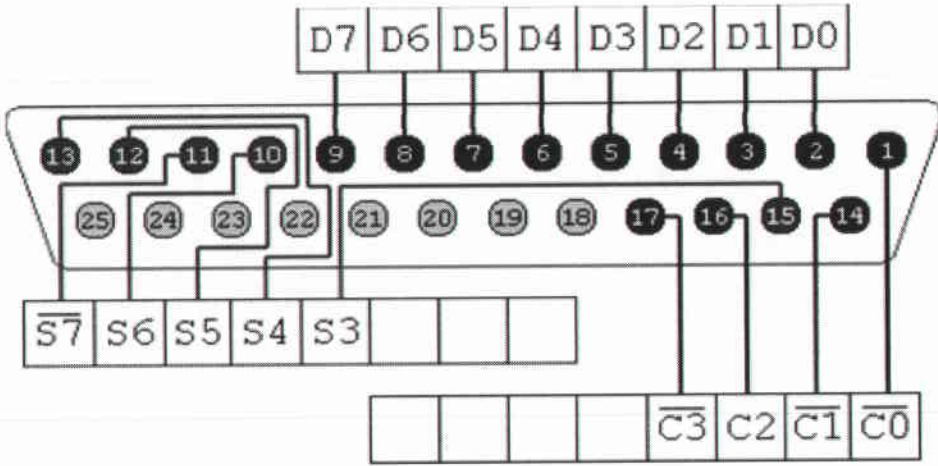 D7 D6 D5 D4 D3 D2 D1 D0
13 12 11 10 9 8 7 6 5 4 3 2 1
25 24 23 22 21 20 19 18 17 16 15 14
S̅7̅ S6 S5 S4 S3
C̅3̅ C2 C̅1̅ C̅0̅